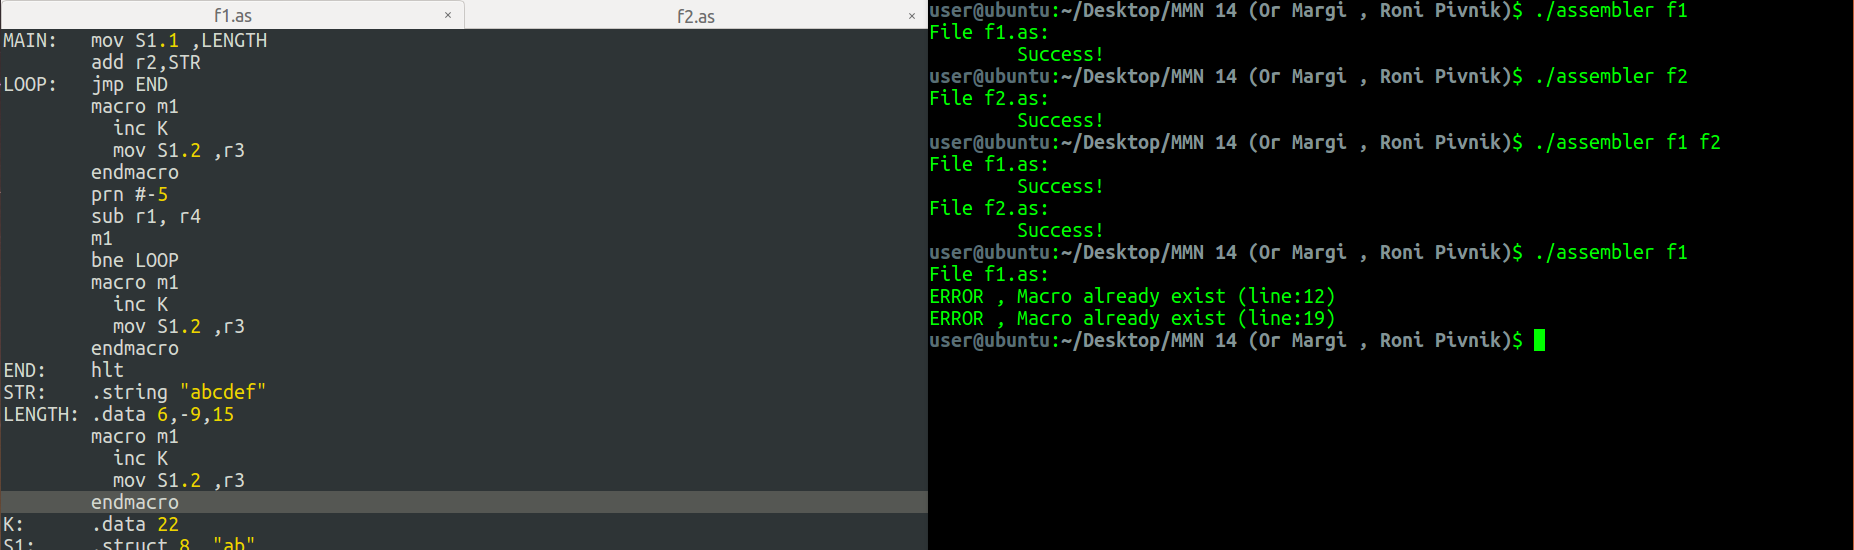 f1.as × f2.as ×
MAIN: mov S1.1 ,LENGTH
add r2,STR
LOOP: jmp END
macro m1
inc K
mov S1.2 ,r3
endmacro
prn #-5
sub r1, r4
m1
bne LOOP
macro m1
inc K
mov S1.2 ,r3
endmacro
END: hlt
STR: .string "abcdef"
LENGTH: .data 6,-9,15
macro m1
inc K
mov S1.2 ,r3
endmacro
K: .data 22
S1: .struct 8, "ab"
user@ubuntu:~/Desktop/MMN 14 (Or Margi , Roni Pivnik)$ ./assembler f1
File f1.as:
Success!
user@ubuntu:~/Desktop/MMN 14 (Or Margi , Roni Pivnik)$ ./assembler f2
File f2.as:
Success!
user@ubuntu:~/Desktop/MMN 14 (Or Margi , Roni Pivnik)$ ./assembler f1 f2
File f1.as:
Success!
File f2.as:
Success!
user@ubuntu:~/Desktop/MMN 14 (Or Margi , Roni Pivnik)$ ./assembler f1
File f1.as:
ERROR , Macro already exist (line:12)
ERROR , Macro already exist (line:19)
user@ubuntu:~/Desktop/MMN 14 (Or Margi , Roni Pivnik)$